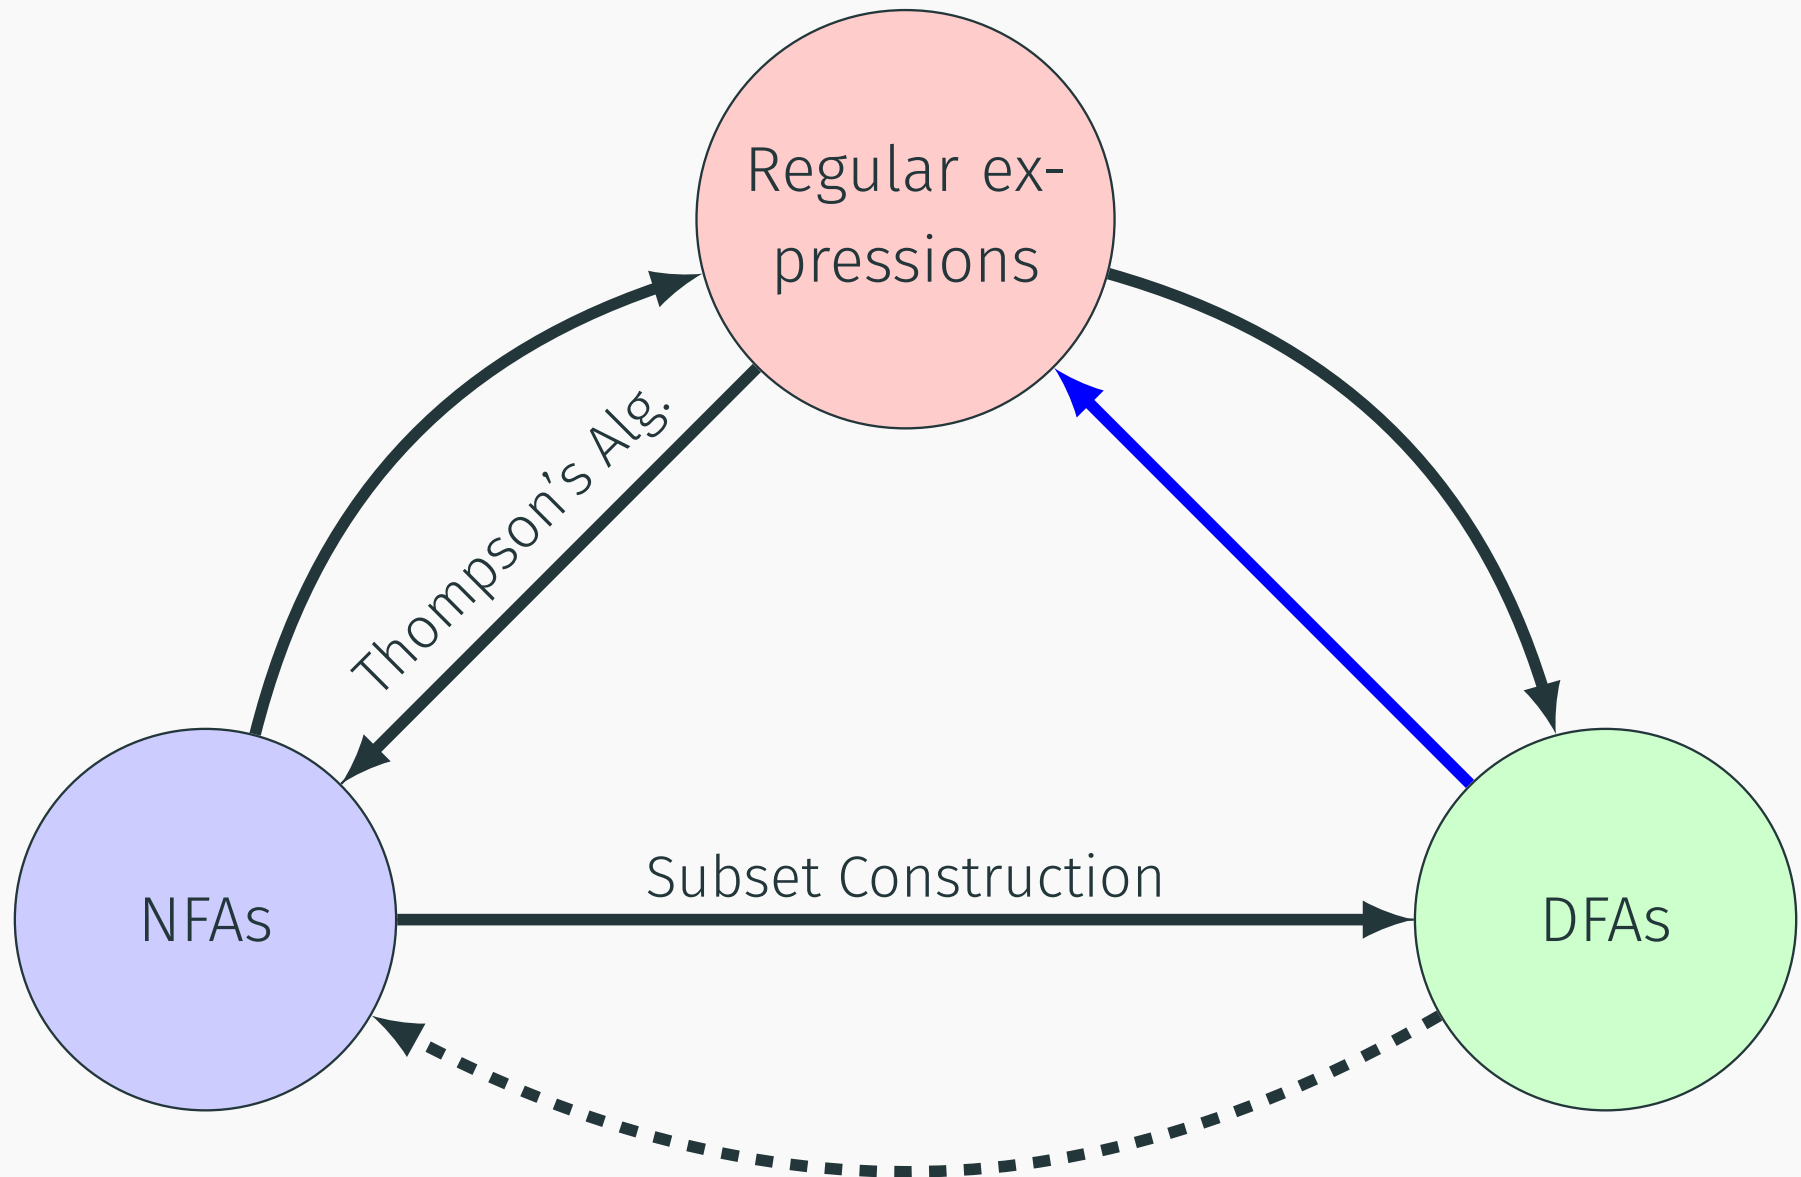 Regular ex-
pressions
Thompson's Alg.
Subset Construction
NFAs
DFAs